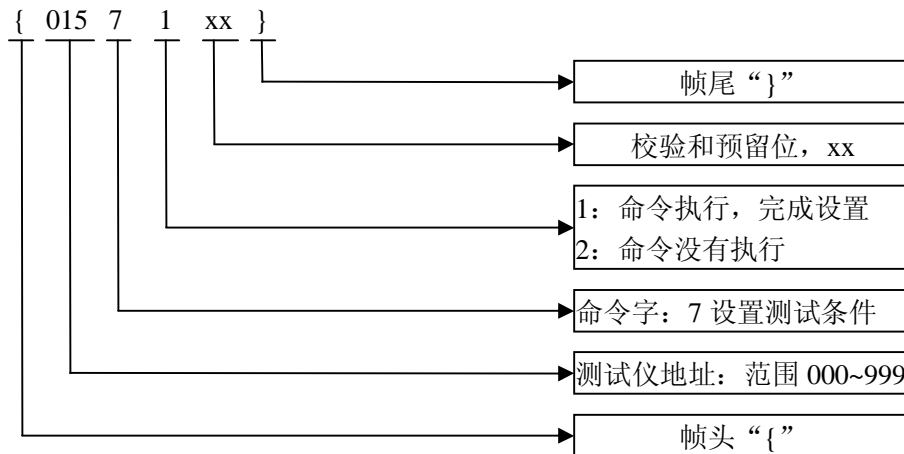 { 015 7 1 xx }
帧尾“}”
校验和预留位，xx
1：命令执行，完成设置
2：命令没有执行
命令字：7 设置测试条件
测试仪地址：范围 000~999
帧头“{”